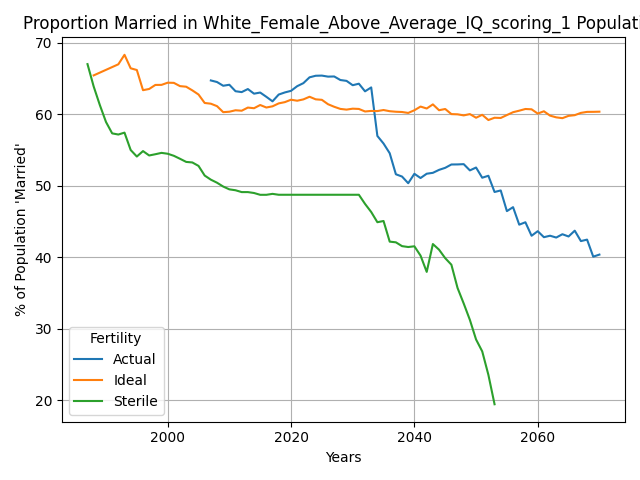 Proportion Married in White_Female_Above_Average_IQ_scoring_1 Populati
70
60
50
40
30
20
% of Population 'Married'
Fertility
Actual
Ideal
Sterile
2000
2020
2040
2060
Years